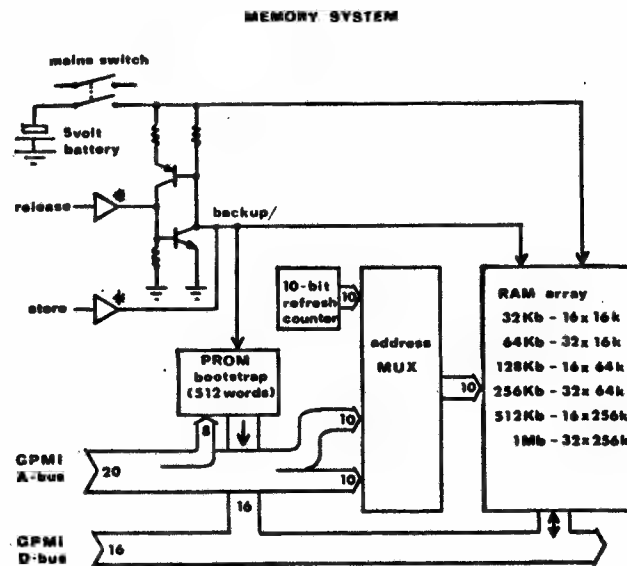 MEMORY SYSTEM
mains switch
5volt
battery
release
*
backup/
store
*
10-bit
refresh
counter
10
address
MUX
10
RAM array
32Kb - 16x 16k
64Kb - 32x 16k
128Kb - 16x 64k
256Kb - 32x 64k
512Kb - 16x256k
1Mb - 32x256k
PROM
bootstrap
(512 words)
8
10
GPMI
A-bus
20
10
16
GPMI
D-bus
16